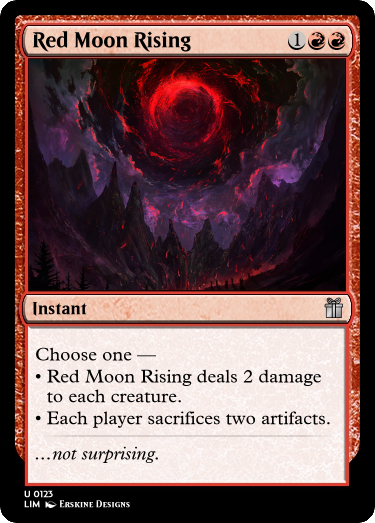 Red Moon Rising 1
Instant
Choose one —
• Red Moon Rising deals 2 damage
to each creature.
• Each player sacrifices two artifacts.
…not surprising.
U 0123
LIM Erskine Designs